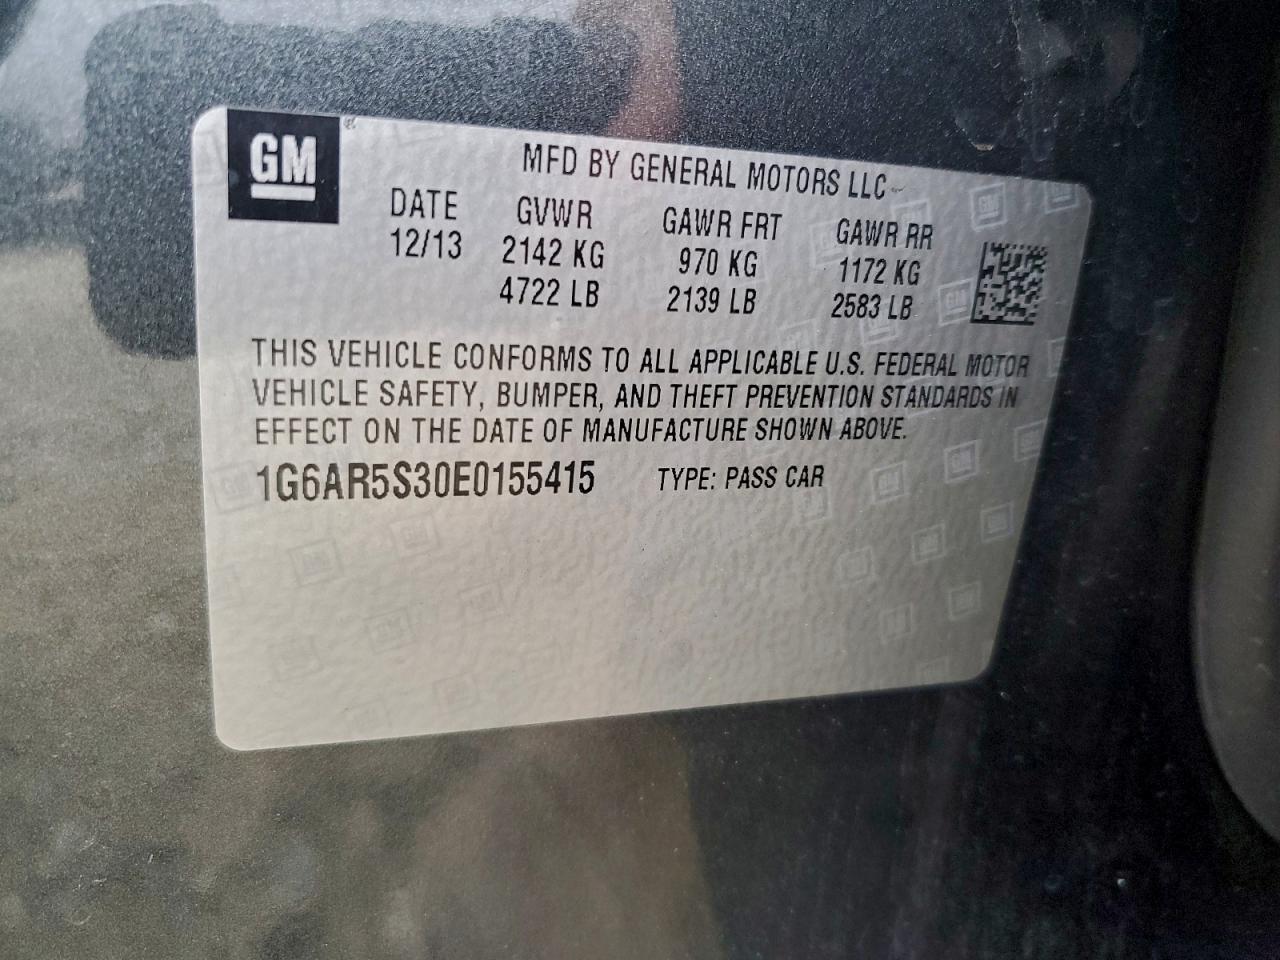 GM
MFD BY GENERAL MOTORS LLC
DATE GVWR GAWR FRT GAWR RR
12/13 2142 KG 970 KG 1172 KG
4722 LB 2139 LB 2583 LB
THIS VEHICLE CONFORMS TO ALL APPLICABLE U.S. FEDERAL MOTOR
VEHICLE SAFETY, BUMPER, AND THEFT PREVENTION STANDARDS IN
EFFECT ON THE DATE OF MANUFACTURE SHOWN ABOVE.
1G6AR5S30E0155415 TYPE: PASS CAR